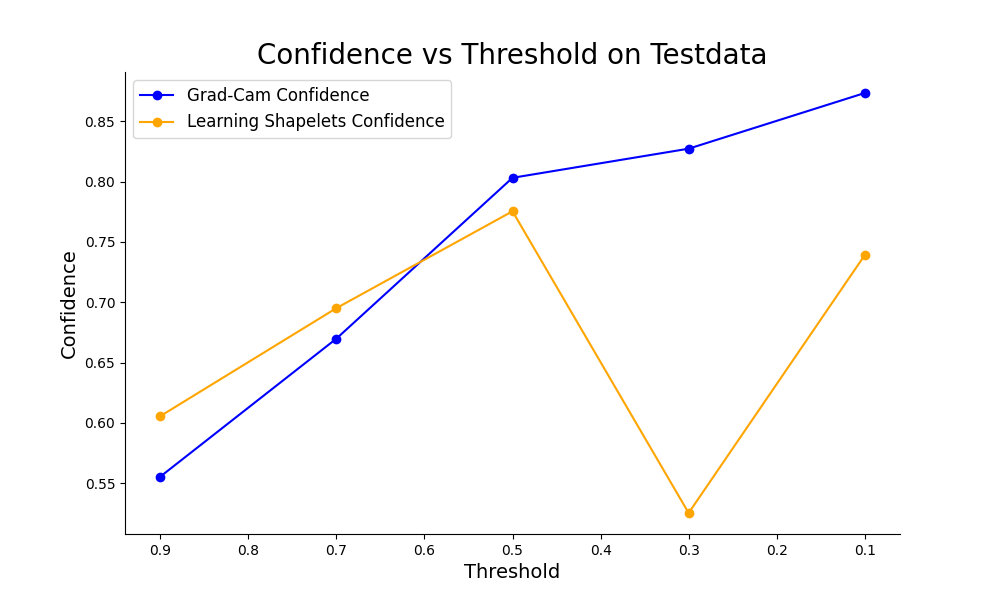 Confidence vs Threshold on Testdata
Grad-Cam Confidence
Learning Shapelets Confidence
Confidence
0.85
0.80
0.75
0.70
0.65
0.60
0.55
0.9 0.8 0.7 0.6 0.5 0.4 0.3 0.2 0.1
Threshold